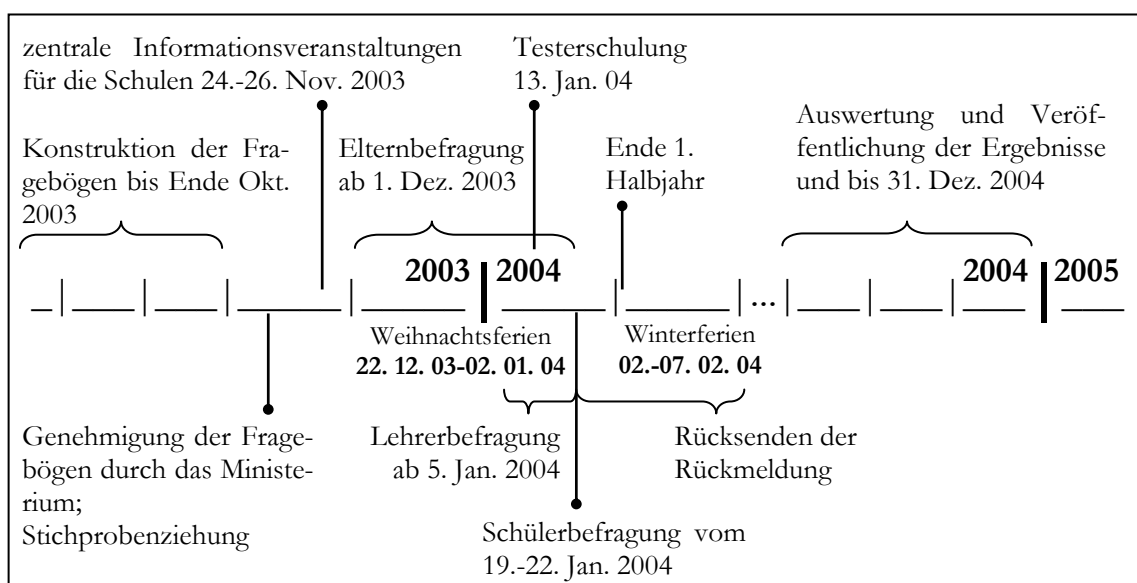 zentrale Informationsveranstaltungen
für die Schulen 24.-26. Nov. 2003
Testerschulung
13. Jan. 04
Konstruktion der Fra-
gebögen bis Ende Okt.
2003
Elternbefragung
ab 1. Dez. 2003
Ende 1.
Halbjahr
Auswertung und Veröf-
fentlichung der Ergebnisse
und bis 31. Dez. 2004
2003 2004
...
2004 2005
Weihnachtsferien
22. 12. 03-02. 01. 04
Winterferien
02.-07. 02. 04
Genehmigung der Frage-
bögen durch das Ministe-
rium;
Stichprobenziehung
Lehrerbefragung
ab 5. Jan. 2004
Rücksenden der
Rückmeldung
Schülerbefragung vom
19.-22. Jan. 2004